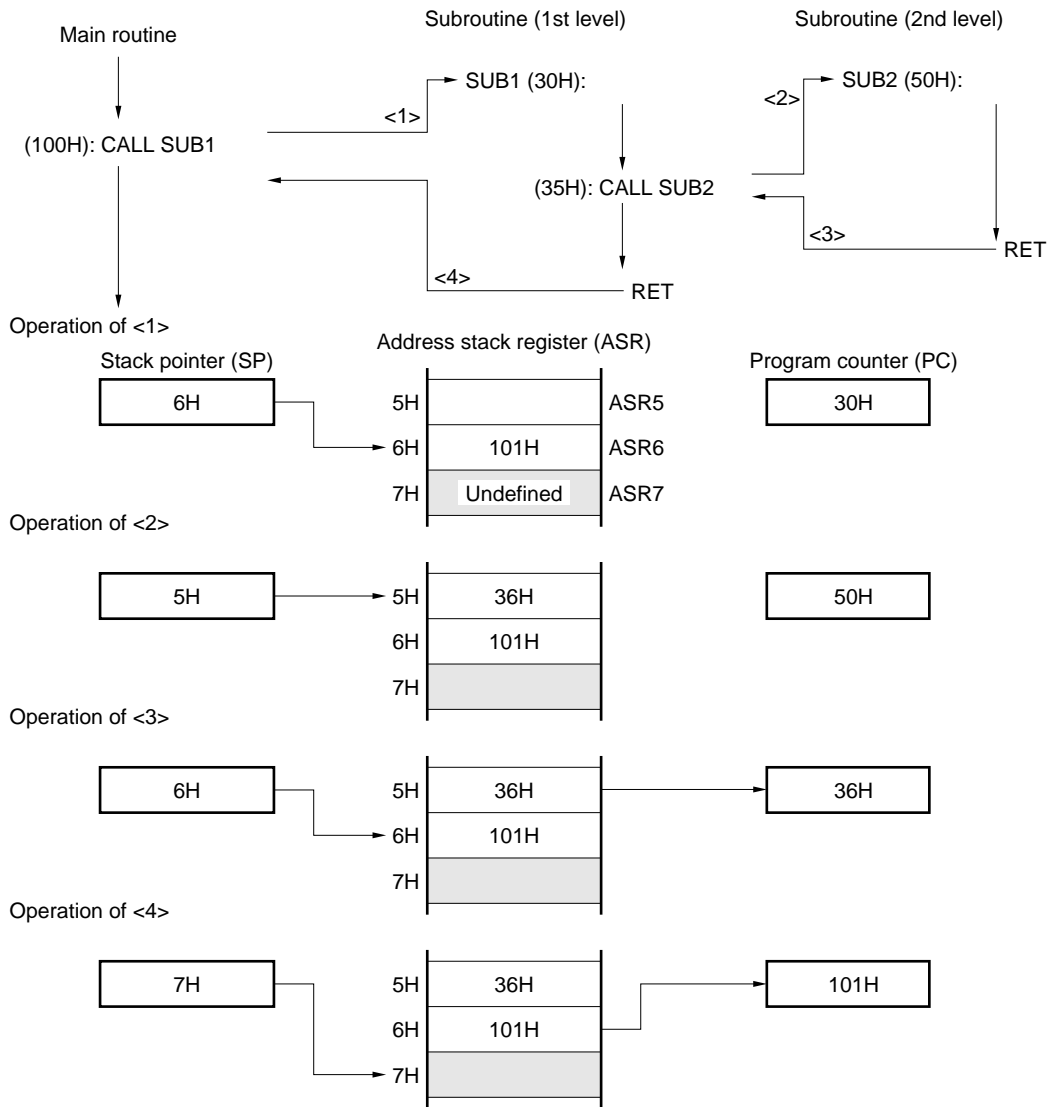 Subroutine (1st level)
Subroutine (2nd level)
Main routine
SUB1 (30H):
SUB2 (50H):
<1>
<2>
(100H): CALL SUB1
(35H): CALL SUB2
<3>
RET
<4>
RET
Operation of <1>
Stack pointer (SP)
Address stack register (ASR)
Program counter (PC)
6H
5H
ASR5
30H
6H
101H
ASR6
7H
Undefined
ASR7
Operation of <2>
5H
5H
36H
50H
6H
101H
7H
Operation of <3>
6H
5H
36H
36H
6H
101H
7H
Operation of <4>
7H
5H
36H
101H
6H
101H
7H